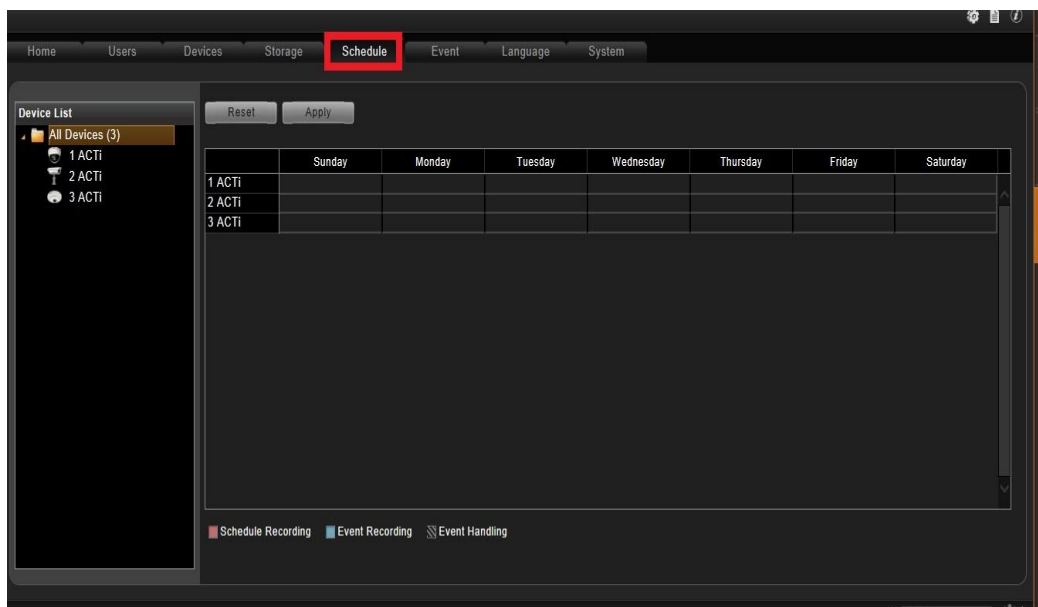 Home Users Devices Storage Schedule Event Language System
Device List
All Devices (3)
1 ACTi
2 ACTi
3 ACTi
Reset Apply
Sunday Monday Tuesday Wednesday Thursday Friday Saturday
1 ACTi
2 ACTi
3 ACTi
Schedule Recording Event Recording Event Handling